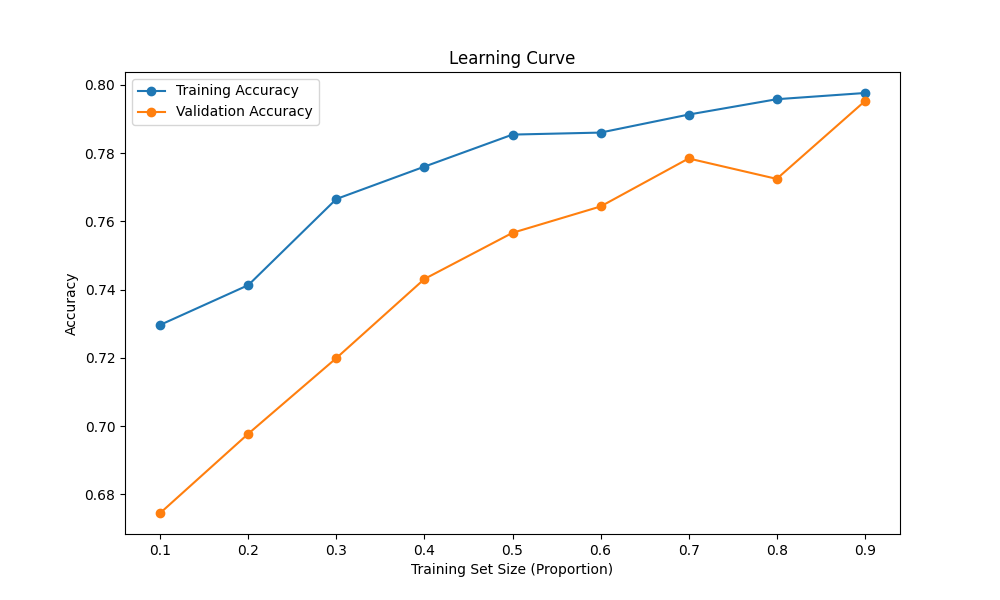 Learning Curve
Training Accuracy
Validation Accuracy
0.80
0.78
0.76
0.74
0.72
0.70
0.68
Accuracy
0.1 0.2 0.3 0.4 0.5 0.6 0.7 0.8 0.9
Training Set Size (Proportion)